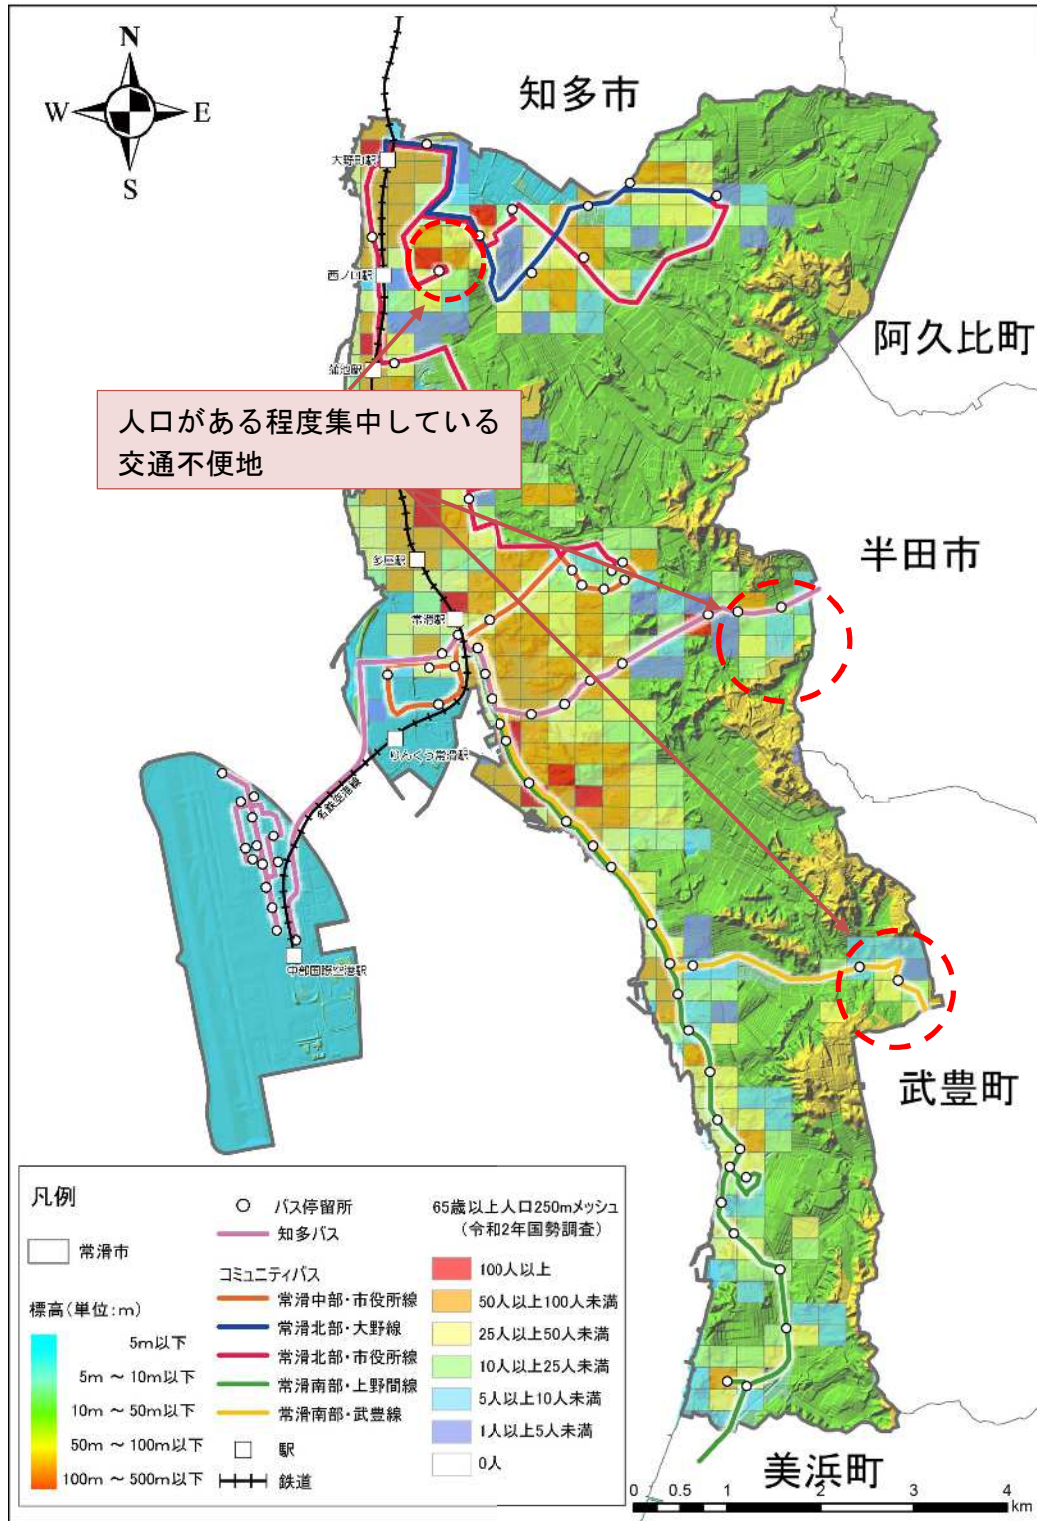 N
W
E
S
知多市
大野町駅
西ノ口駅
阿久比町
蒲池駅
人口がある程度集中している
交通不便地
半田市
多屋駅
常滑駅
りんくう常滑駅
名鉄空港線
中部国際空港駅
武豊町
凡例
常滑市
標高(単位:m)
5m以下
5m ～ 10m以下
10m ～ 50m以下
50m ～ 100m以下
100m ～ 500m以下
バス停留所
知多バス
コミュニティバス
常滑中部・市役所線
常滑北部・大野線
常滑北部・市役所線
常滑南部・上野間線
常滑南部・武豊線
駅
鉄道
65歳以上人口250mメッシュ
(令和2年国勢調査)
100人以上
50人以上100人未満
25人以上50人未満
10人以上25人未満
5人以上10人未満
1人以上5人未満
0人
美浜町
0 0.5 1 2 3 4
km